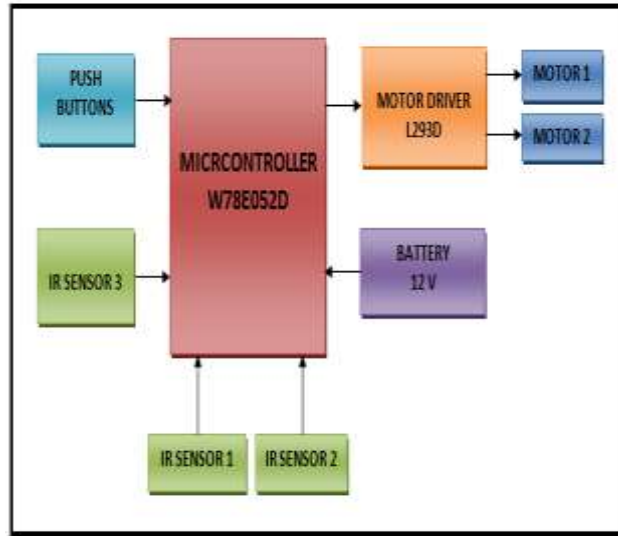 PUSH
BUTTONS
MICRCONTROLLER
W78E052D
MOTOR DRIVER
L293D
MOTOR 1
MOTOR 2
IR SENSOR 3
BATTERY
12 V
IR SENSOR 1
IR SENSOR 2